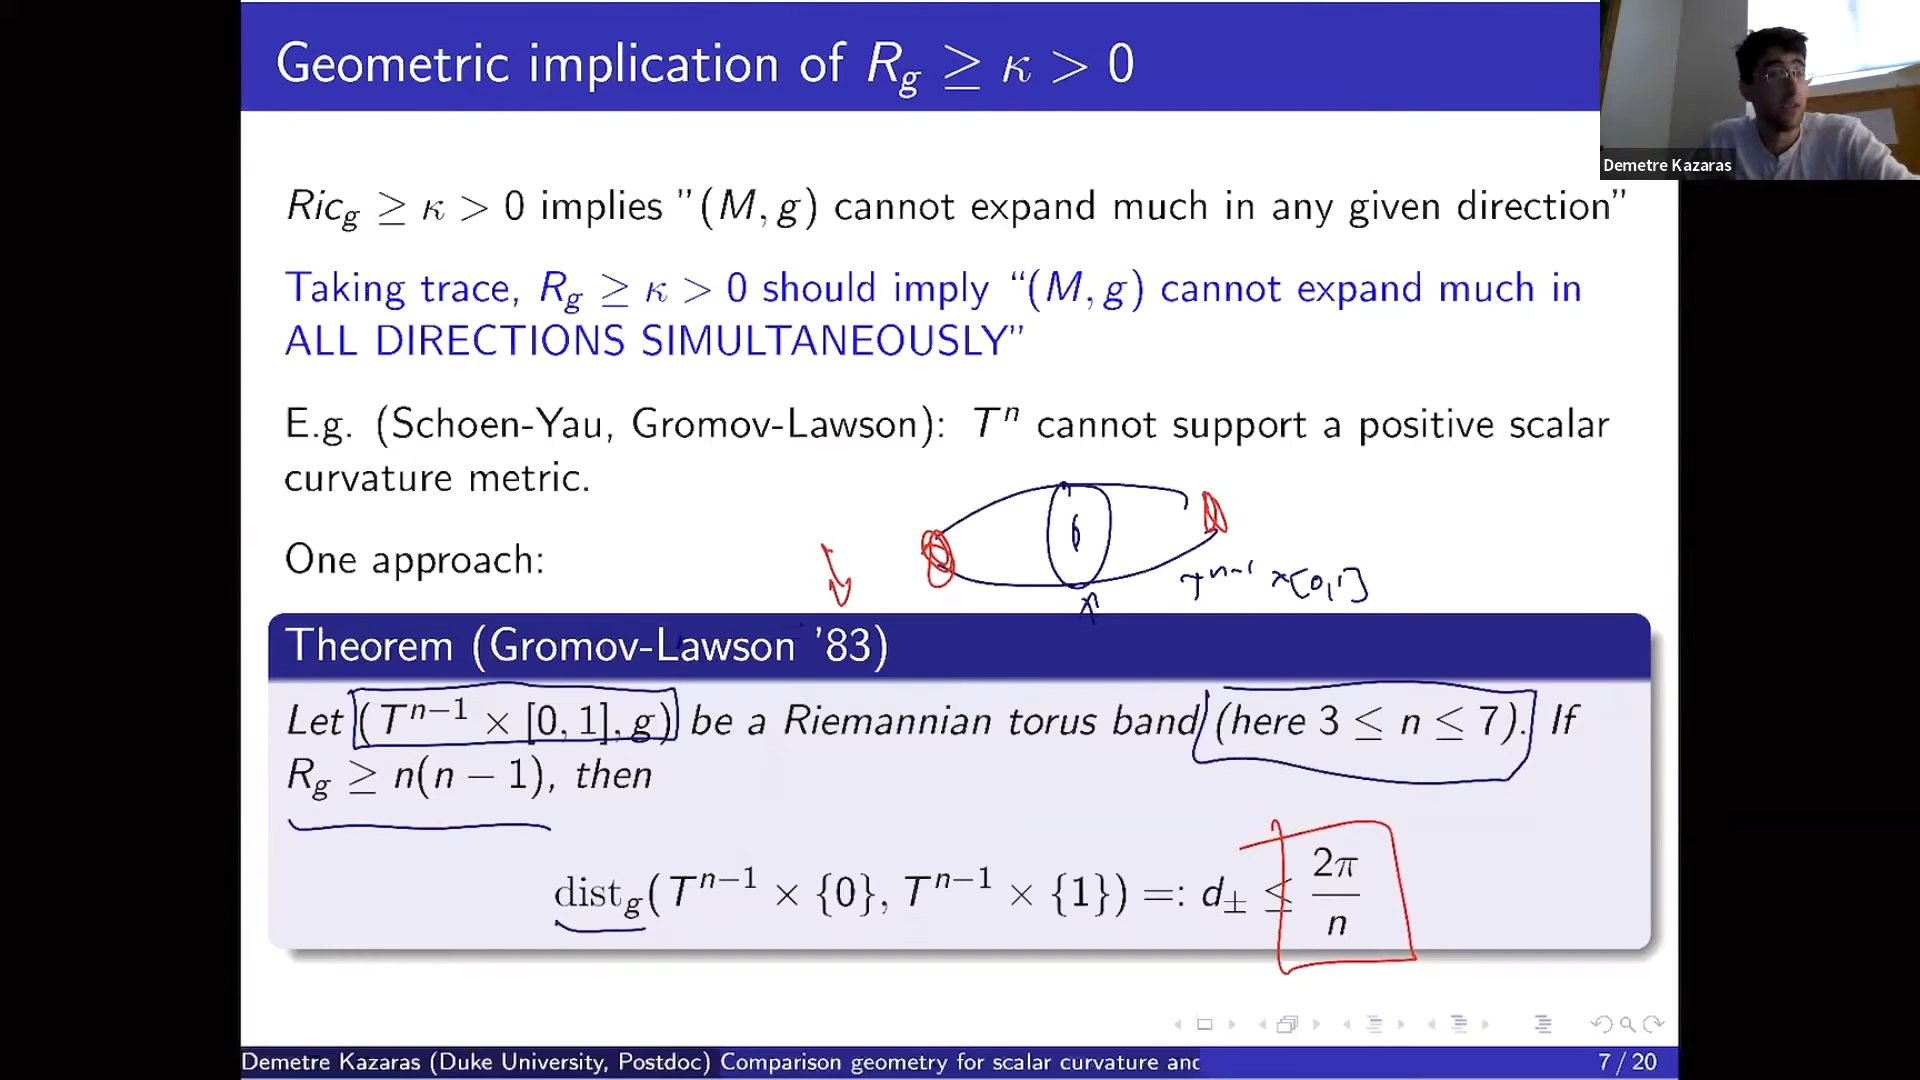 Geometric implication of R_g ≥ κ > 0
Demetre Kazaras
Ric_g ≥ κ > 0 implies "(M, g) cannot expand much in any given direction"
Taking trace, R_g ≥ κ > 0 should imply “(M, g) cannot expand much in
ALL DIRECTIONS SIMULTANEOUSLY”
E.g. (Schoen-Yau, Gromov-Lawson): T^n cannot support a positive scalar
curvature metric.
One approach:
T^{n-1} × [0,1]
Theorem (Gromov-Lawson '83)
Let (T^{n−1} × [0, 1], g) be a Riemannian torus band (here 3 ≤ n ≤ 7). If
R_g ≥ n(n − 1), then
dist_g(T^{n−1} × {0}, T^{n−1} × {1}) =: d_± ≤ 2π/n
Demetre Kazaras (Duke University, Postdoc) Comparison geometry for scalar curvature and
7 / 20